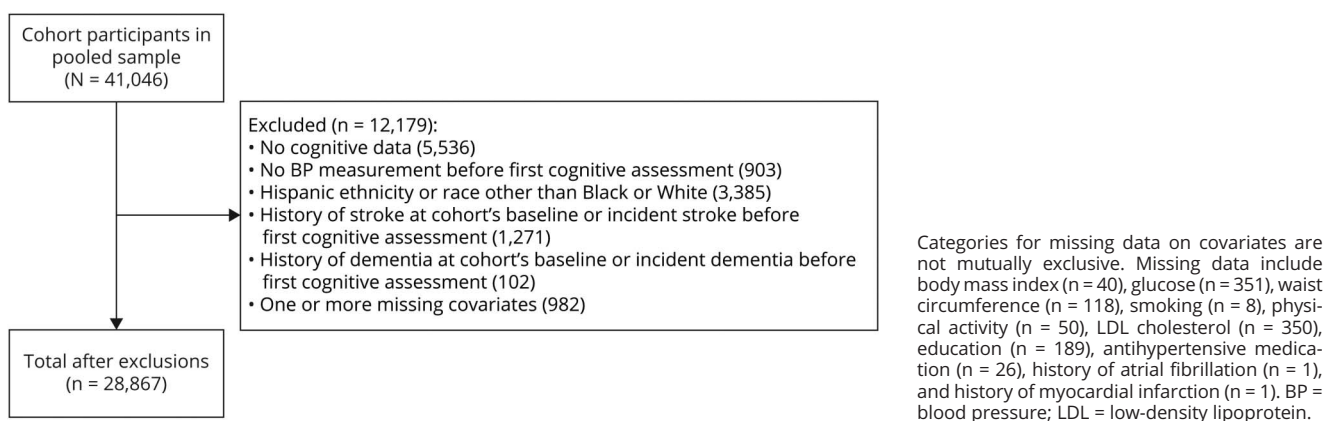 Cohort participants in
pooled sample
(N = 41,046)
Excluded (n = 12,179):
• No cognitive data (5,536)
• No BP measurement before first cognitive assessment (903)
• Hispanic ethnicity or race other than Black or White (3,385)
• History of stroke at cohort's baseline or incident stroke before
first cognitive assessment (1,271)
• History of dementia at cohort's baseline or incident dementia before
first cognitive assessment (102)
• One or more missing covariates (982)
Total after exclusions
(n = 28,867)
Categories for missing data on covariates are
not mutually exclusive. Missing data include
body mass index (n = 40), glucose (n = 351), waist
circumference (n = 118), smoking (n = 8), physi-
cal activity (n = 50), LDL cholesterol (n = 350),
education (n = 189), antihypertensive medica-
tion (n = 26), history of atrial fibrillation (n = 1),
and history of myocardial infarction (n = 1). BP =
blood pressure; LDL = low-density lipoprotein.